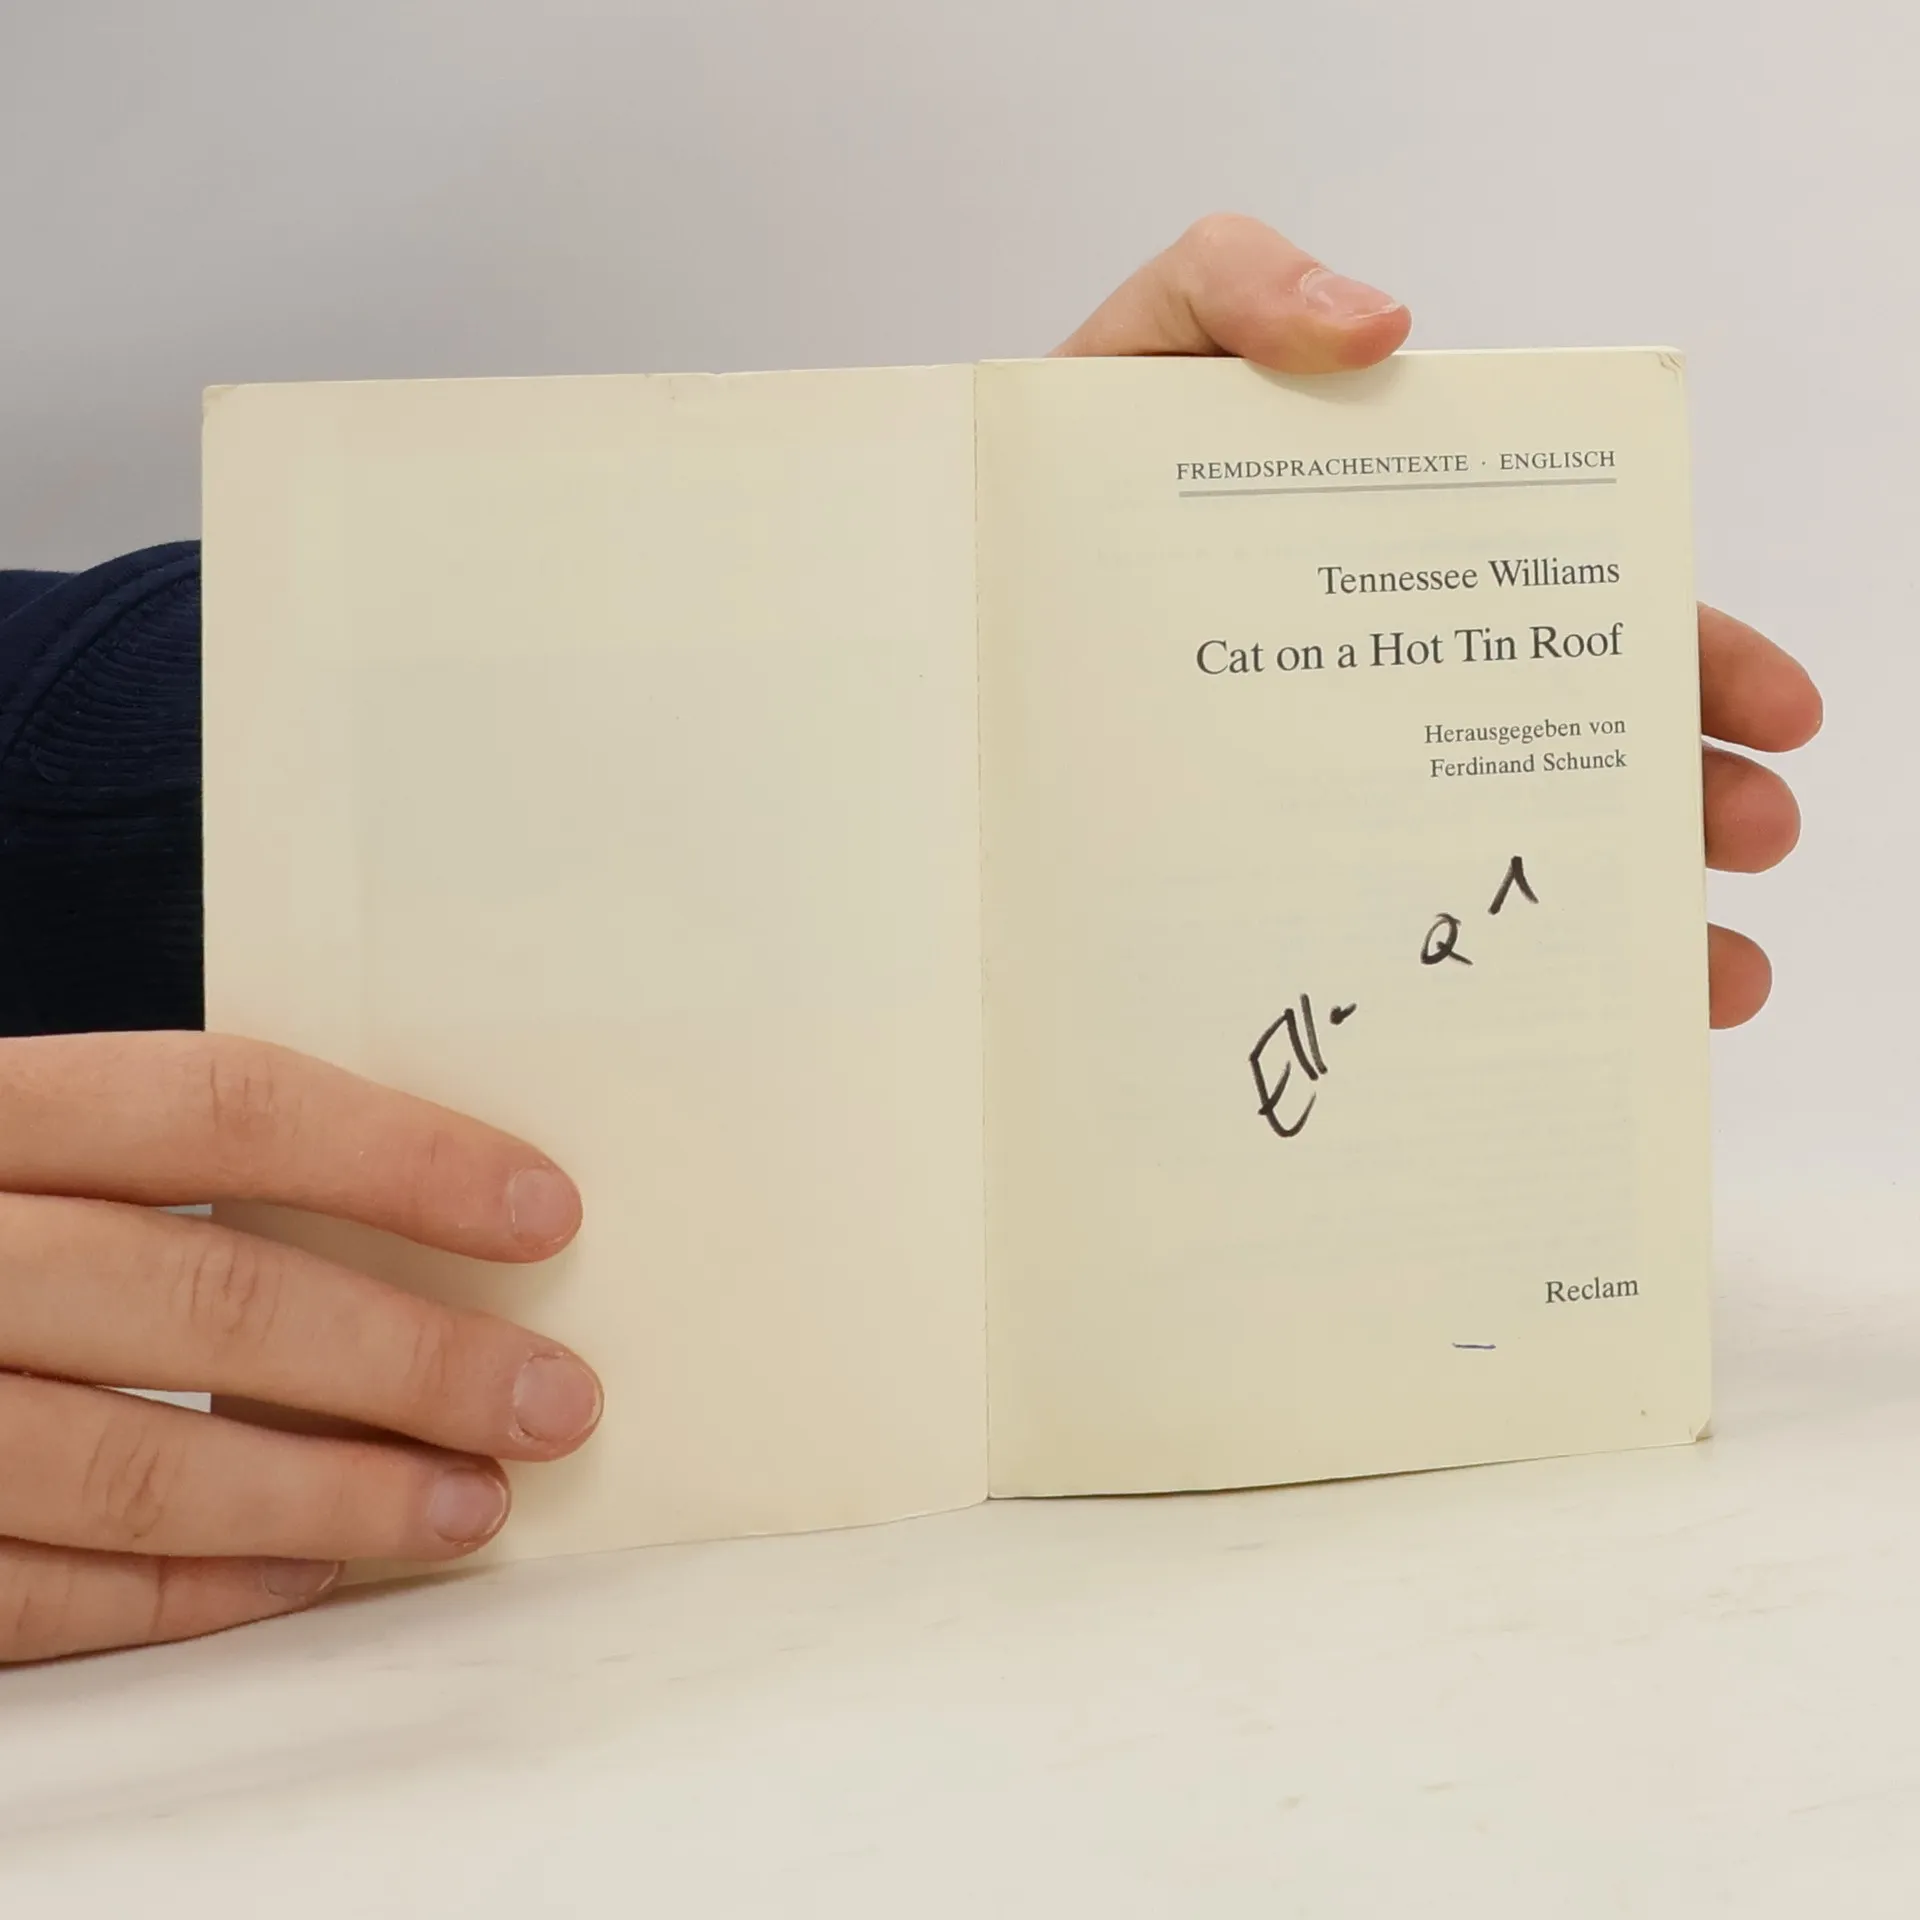 FREMDSPRACHENTEXTE · ENGLISCH
Tennessee Williams
Cat on a Hot Tin Roof
Herausgegeben von
Ferdinand Schunck
Reclam